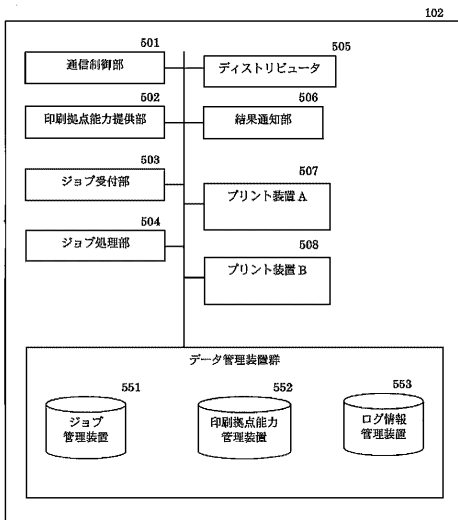 102
501
通信制御部
505
ディストリビュータ
502
印刷拠点能力提供部
506
結果通知部
503
ジョブ受付部
507
プリント装置A
504
ジョブ処理部
508
プリント装置B
データ管理装置群
551
ジョブ
管理装置
552
印刷拠点能力
管理装置
553
ログ情報
管理装置